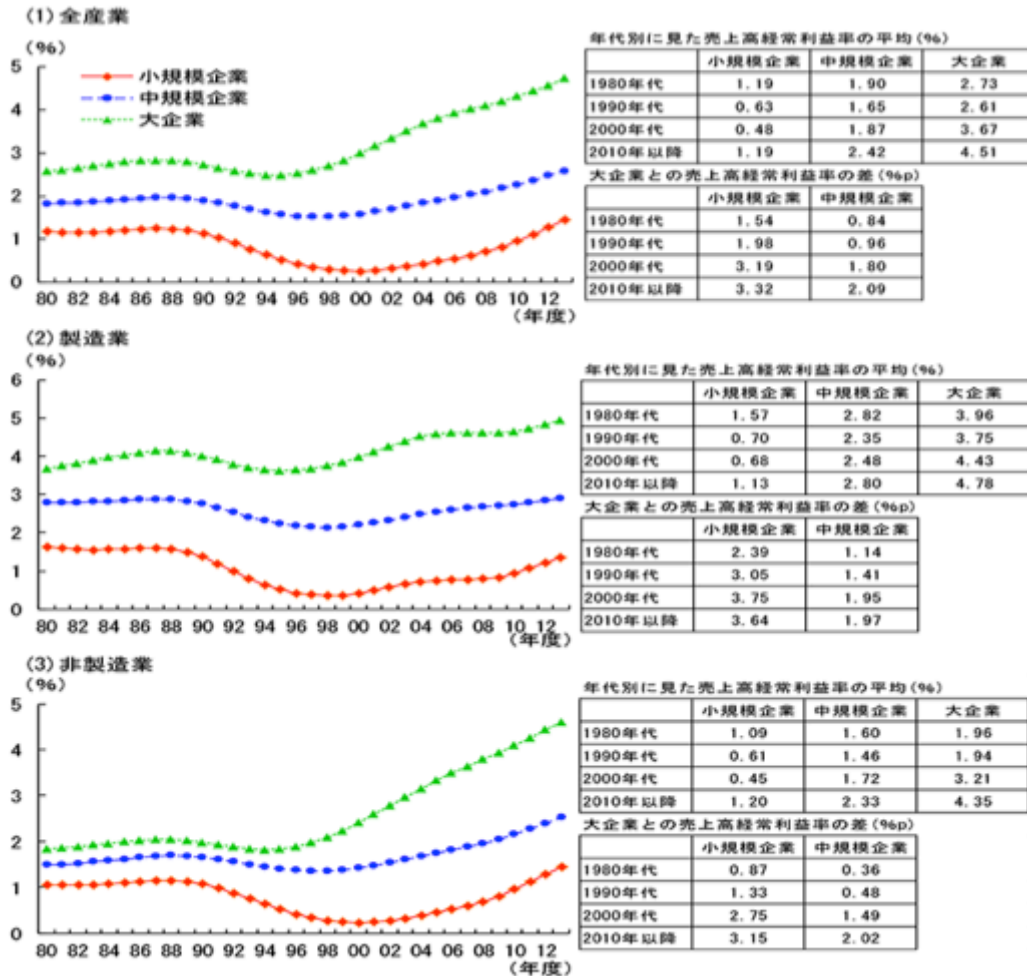 (1) 全産業
(%)
5
4
3
2
1
0
小規模企業
中規模企業
大企業
80 82 84 86 88 90 92 94 96 98 00 02 04 06 08 10 12
(年度)
年代別に見た売上高経常利益率の平均(%)
小規模企業 中規模企業 大企業
1980年代 1.19 1.90 2.73
1990年代 0.63 1.65 2.61
2000年代 0.48 1.87 3.67
2010年以降 1.19 2.42 4.51
大企業との売上高経常利益率の差(%p)
小規模企業 中規模企業
1980年代 1.54 0.84
1990年代 1.98 0.96
2000年代 3.19 1.80
2010年以降 3.32 2.09
(2) 製造業
(%)
6
5
4
3
2
1
0
80 82 84 86 88 90 92 94 96 98 00 02 04 06 08 10 12
(年度)
年代別に見た売上高経常利益率の平均(%)
小規模企業 中規模企業 大企業
1980年代 1.57 2.82 3.96
1990年代 0.70 2.35 3.75
2000年代 0.68 2.48 4.43
2010年以降 1.13 2.80 4.78
大企業との売上高経常利益率の差(%p)
小規模企業 中規模企業
1980年代 2.39 1.14
1990年代 3.05 1.41
2000年代 3.75 1.95
2010年以降 3.64 1.97
(3) 非製造業
(%)
5
4
3
2
1
0
80 82 84 86 88 90 92 94 96 98 00 02 04 06 08 10 12
(年度)
年代別に見た売上高経常利益率の平均(%)
小規模企業 中規模企業 大企業
1980年代 1.09 1.60 1.96
1990年代 0.61 1.46 1.94
2000年代 0.45 1.72 3.21
2010年以降 1.20 2.33 4.35
大企業との売上高経常利益率の差(%p)
小規模企業 中規模企業
1980年代 0.87 0.36
1990年代 1.33 0.48
2000年代 2.75 1.49
2010年以降 3.15 2.02